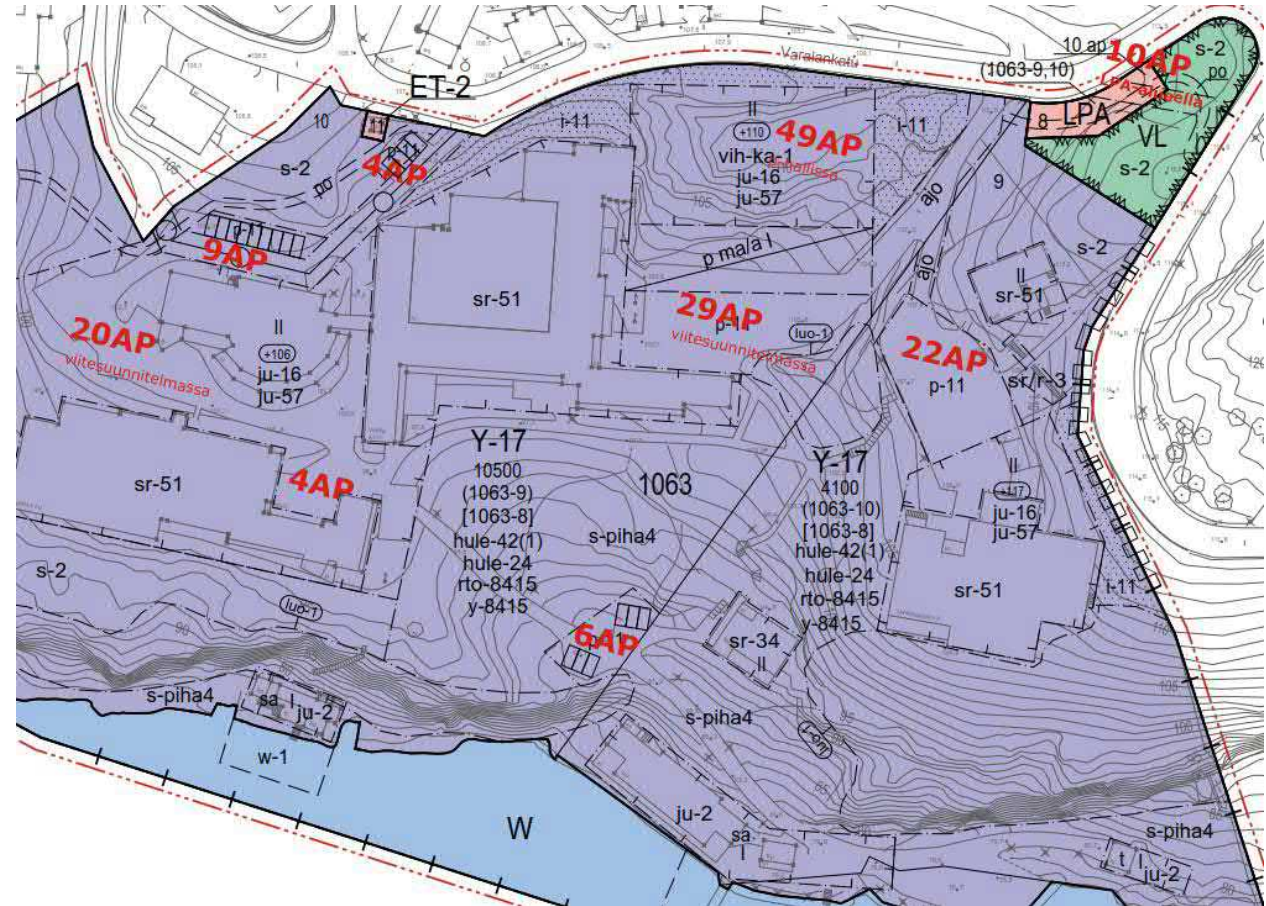 Varalankatu
10 ap
(1063-9,10)
10AP
LPA-alueella
s-2
po
ET-2
11
10
i-11
II
+110
49AP
vih-ka-1
ju-16
ju-57
i-11
8
LPA
VL
s-2
s-2
po
4AP
9
ajo
ajo
s-2
9AP
p ma/a I
II
sr-51
sr-51
20AP
viitesuunnitelmassa
II
+106
ju-16
ju-57
29AP
viitesuunnitelmassa
luo-1
22AP
p-11
sr/r-3
Y-17
10500
(1063-9)
[1063-8]
hule-42(1)
hule-24
rto-8415
y-8415
1063
Y-17
4100
(1063-10)
[1063-8]
hule-42(1)
hule-24
rto-8415
y-8415
II
+117
ju-16
ju-57
sr-51
4AP
s-piha4
s-2
luo-1
sr-51
i-11
6AP
sr-34
II
s-piha4
sa I
ju-2
w-1
s-piha4
luo-1
W
ju-2
sa
I
s-piha4
t I
ju-2